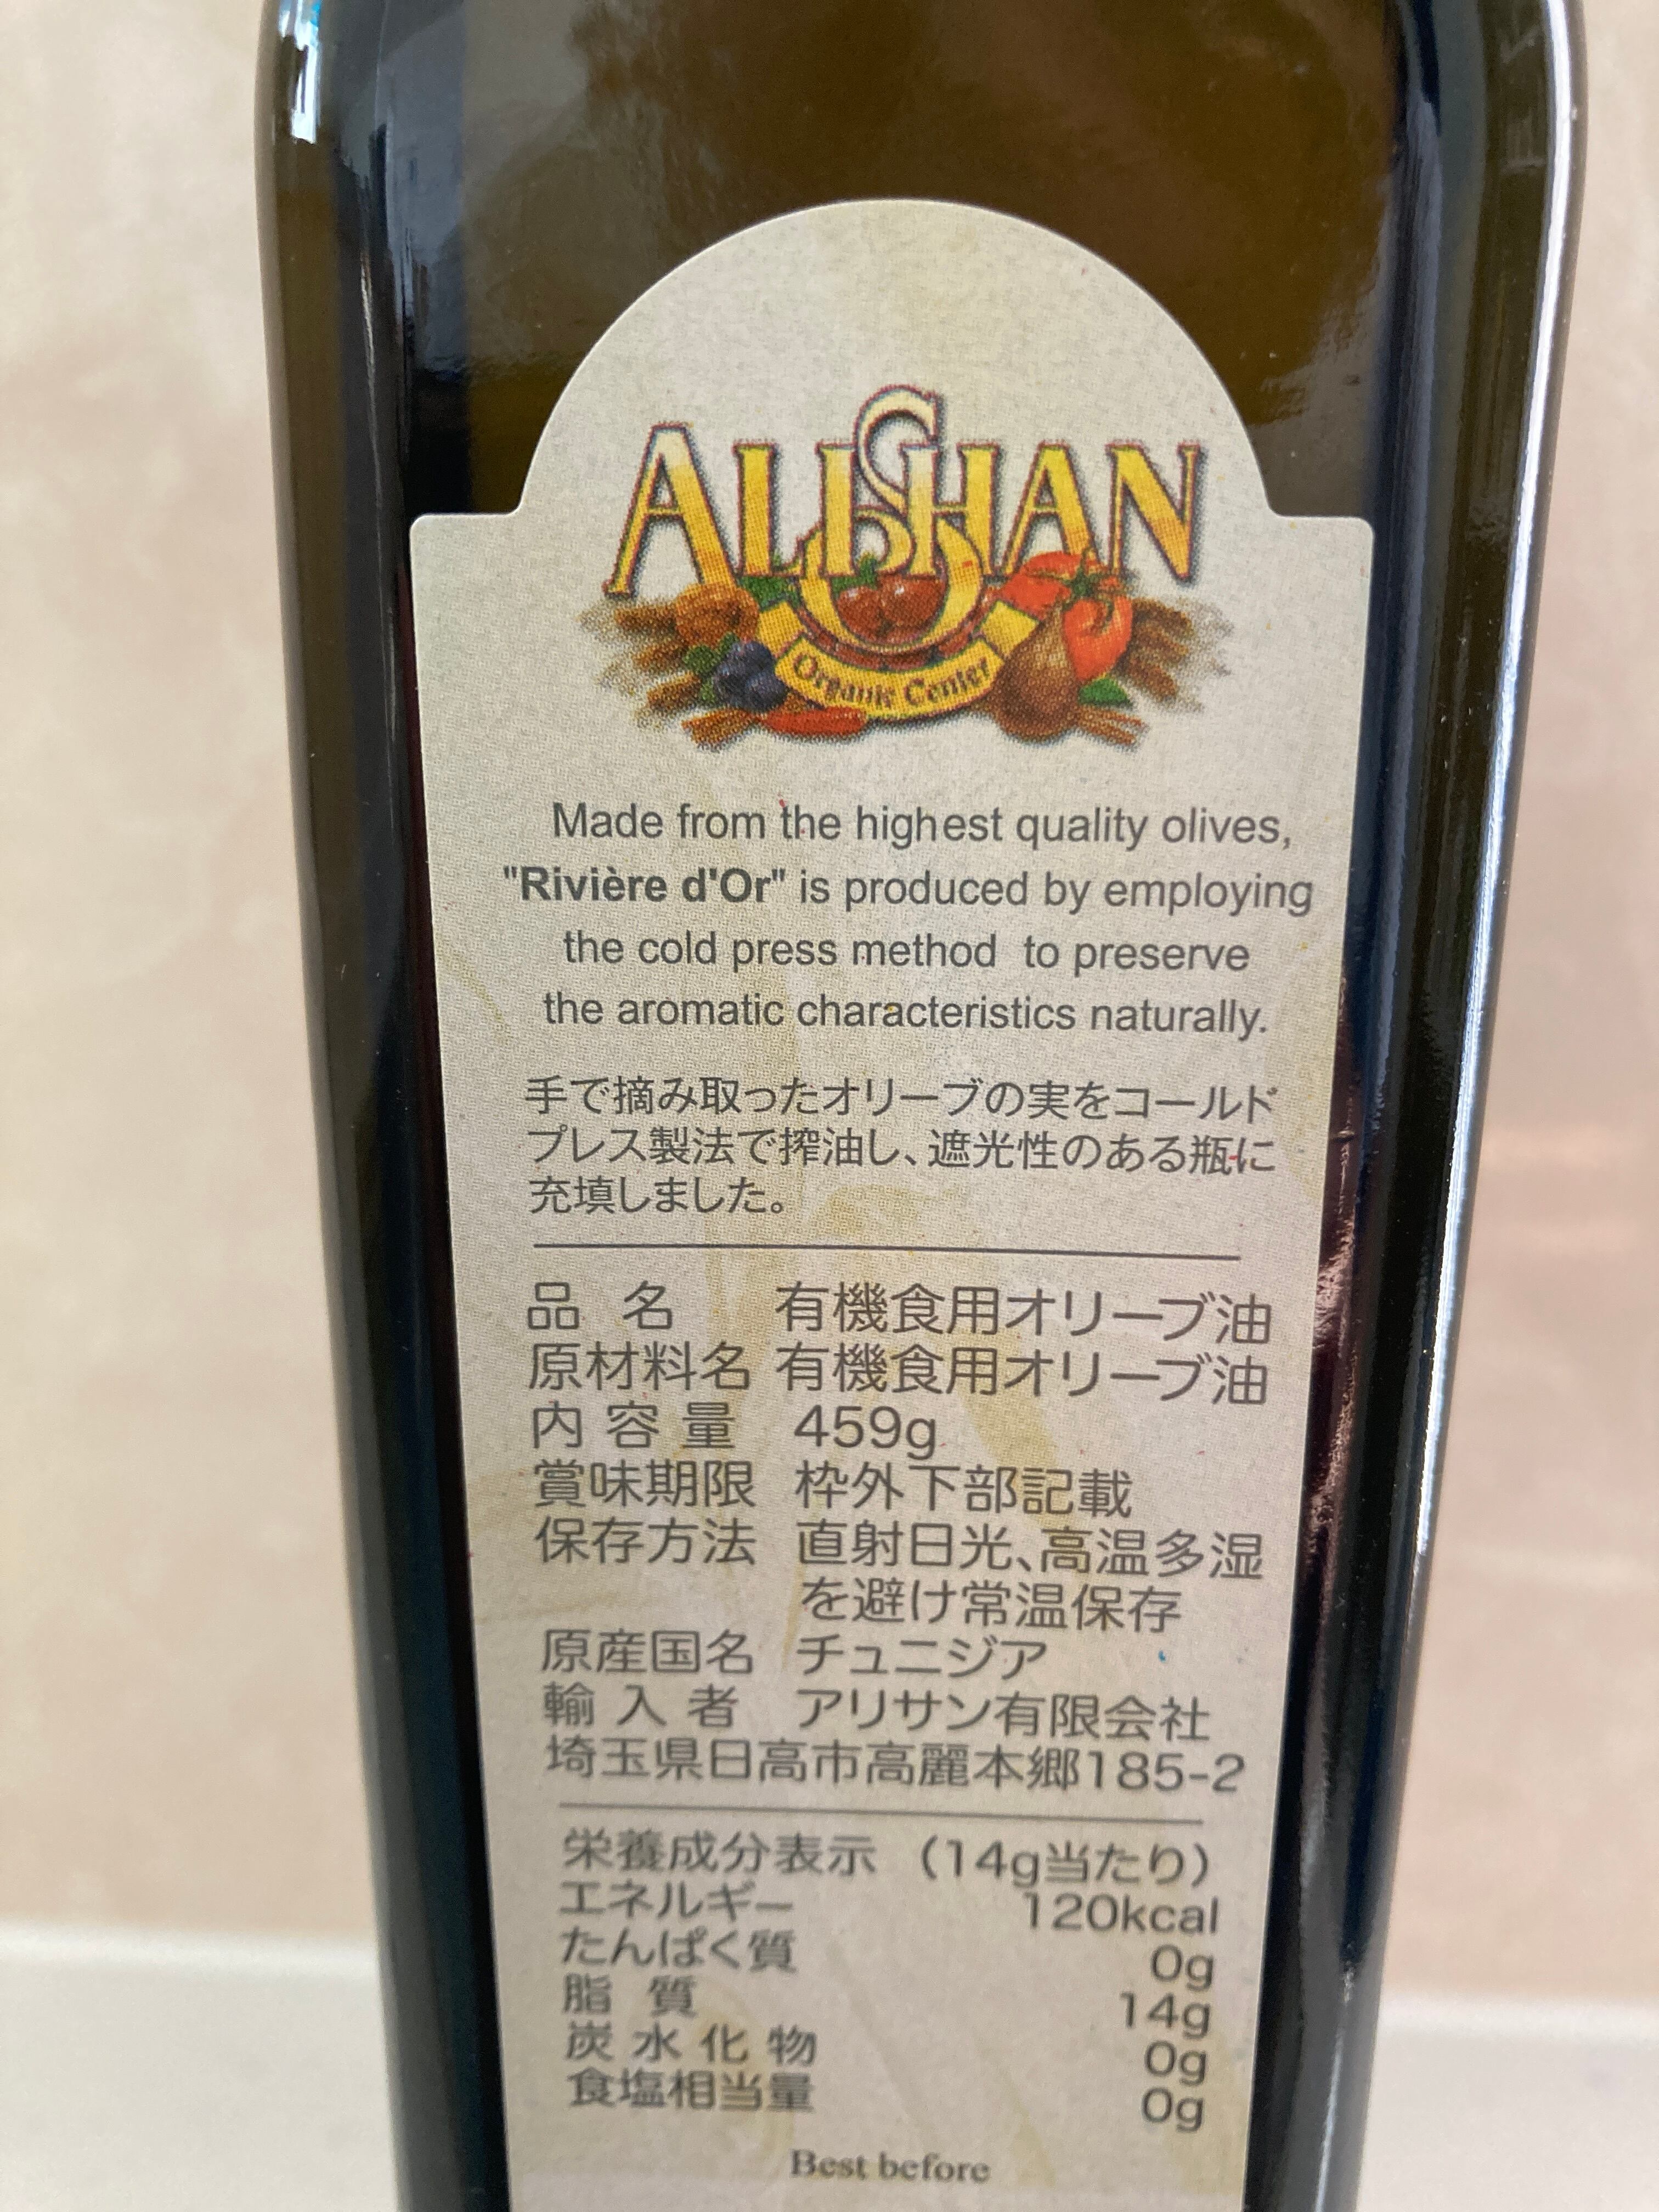 ALISHAN
Organic Center
Made from the highest quality olives,
"Rivière d'Or" is produced by employing
the cold press method to preserve
the aromatic characteristics naturally.
手で摘み取ったオリーブの実をコールド
プレス製法で搾油し、遮光性のある瓶に
充填しました。
品 名 有機食用オリーブ油
原材料名 有機食用オリーブ油
内 容 量 459g
賞味期限 枠外下部記載
保存方法 直射日光、高温多湿
を避け常温保存
原産国名 チュニジア
輸 入 者 アリサン有限会社
埼玉県日高市高麗本郷185-2
栄養成分表示 （14g当たり）
エネルギー 120kcal
たんぱく質 0g
脂 質 14g
炭 水 化 物 0g
食塩相当量 0g
Best before